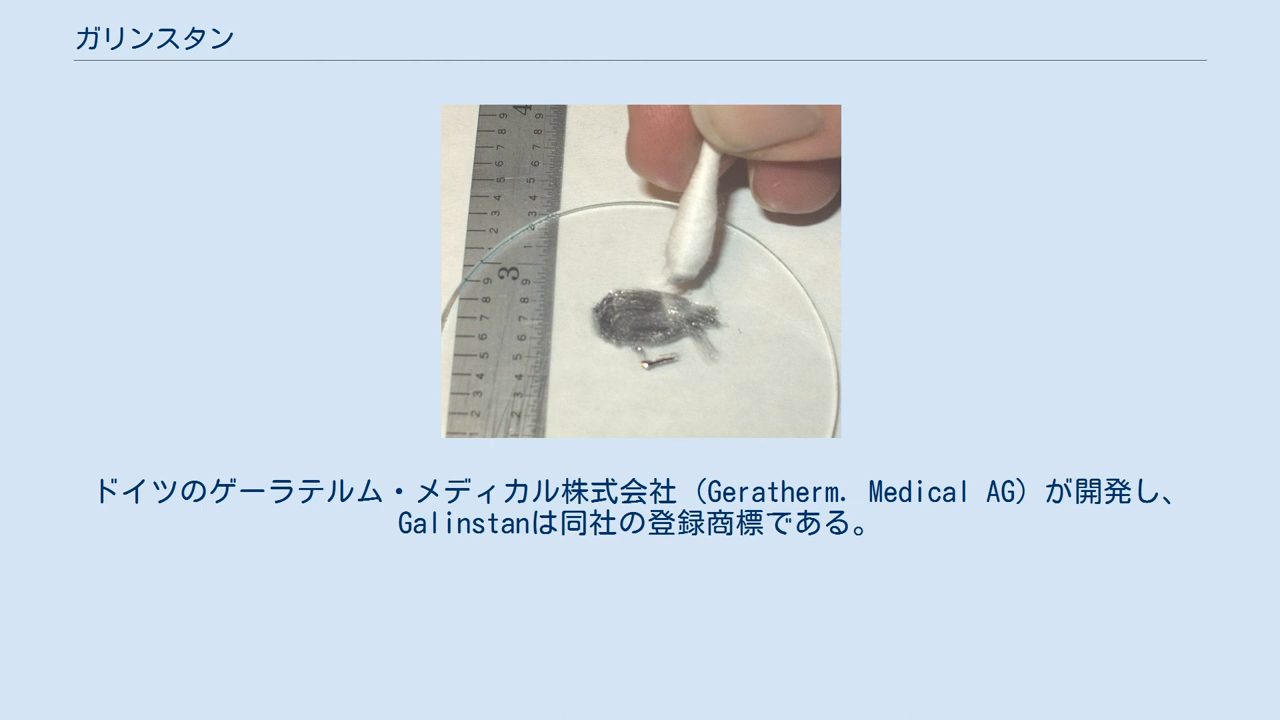 ガリンスタン
4
3
ドイツのゲーラテルム・メディカル株式会社（Geratherm. Medical AG）が開発し、
Galinstanは同社の登録商標である。